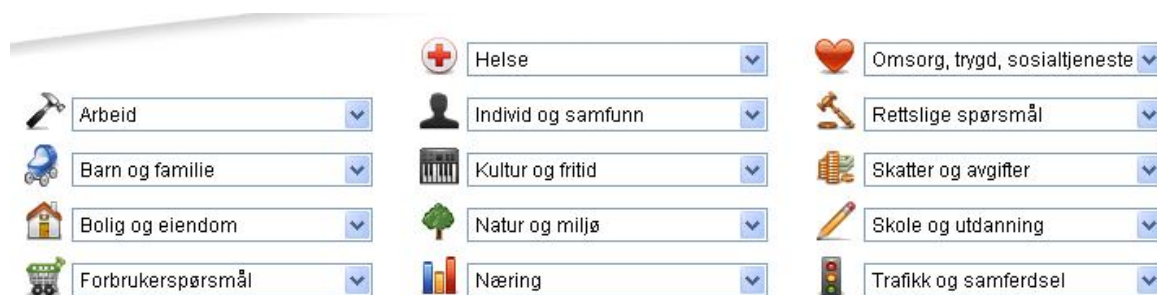 Arbeid
Barn og familie
Bolig og eiendom
Forbrukerspørsmål
Helse
Individ og samfunn
Kultur og fritid
Natur og miljø
Næring
Omsorg, trygd, sosialtjeneste
Rettslige spørsmål
Skatter og avgifter
Skole og utdanning
Trafikk og samferdsel